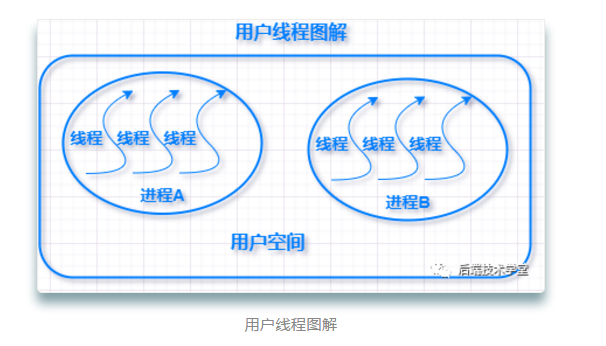 用户线程图解
线程 线程 线程
线程 线程 线程
进程A
进程B
用户空间
后端技术学堂
用户线程图解